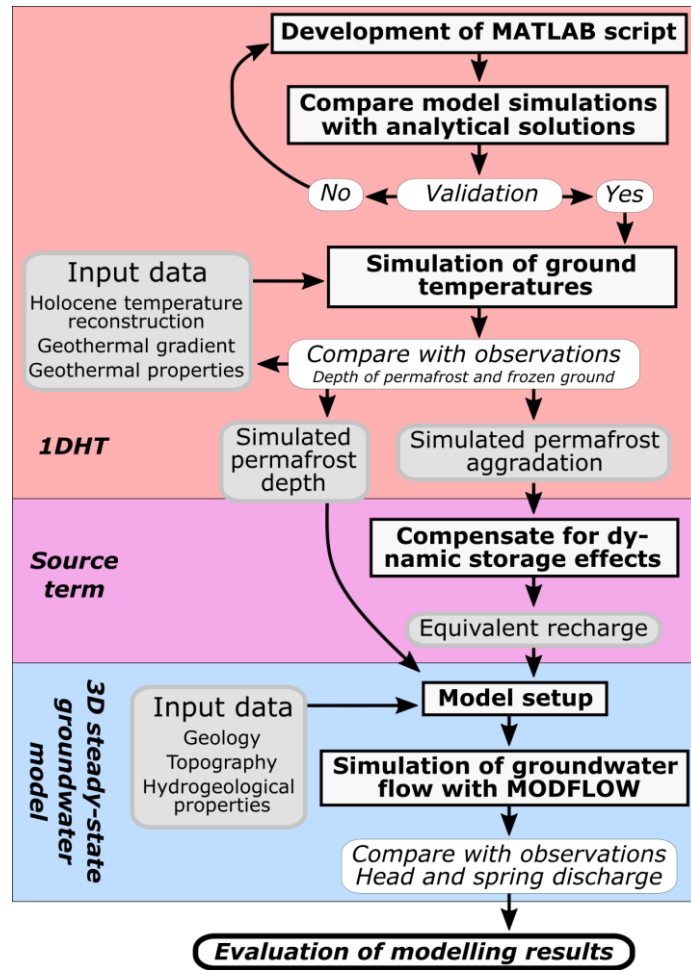 Development of MATLAB script
Compare model simulations
with analytical solutions
No
Validation
Yes
Input data
Holocene temperature
reconstruction
Geothermal gradient
Geothermal properties
Simulation of ground
temperatures
Compare with observations
Depth of permafrost and frozen ground
1DHT
Simulated
permafrost
depth
Simulated permafrost
aggradation
Source
term
Compensate for dy-
namic storage effects
Equivalent recharge
3D steady-state
groundwater
model
Input data
Geology
Topography
Hydrogeological
properties
Model setup
Simulation of groundwater
flow with MODFLOW
Compare with observations
Head and spring discharge
Evaluation of modelling results